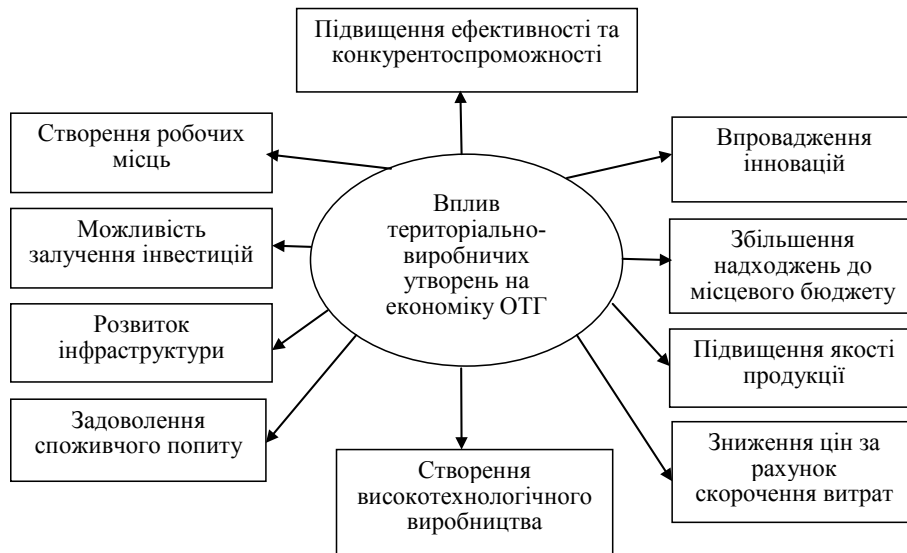 Підвищення ефективності та
конкурентоспроможності
Створення робочих
місць
Впровадження
інновацій
Вплив
територіально-
виробничих
утворень на
економіку ОТГ
Можливість
залучення інвестицій
Збільшення
надходжень до
місцевого бюджету
Розвиток
інфраструктури
Підвищення якості
продукції
Задоволення
споживчого попиту
Створення
високотехнологічного
виробництва
Зниження цін за
рахунок
скорочення витрат